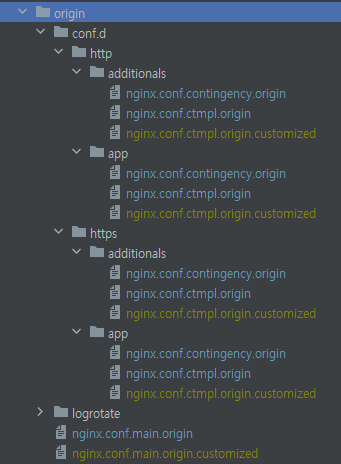 origin
conf.d
http
additionals
nginx.conf.contingency.origin
nginx.conf.ctmpl.origin
nginx.conf.ctmpl.origin.customized
app
nginx.conf.contingency.origin
nginx.conf.ctmpl.origin
nginx.conf.ctmpl.origin.customized
https
additionals
nginx.conf.contingency.origin
nginx.conf.ctmpl.origin
nginx.conf.ctmpl.origin.customized
app
nginx.conf.contingency.origin
nginx.conf.ctmpl.origin
nginx.conf.ctmpl.origin.customized
logrotate
nginx.conf.main.origin
nginx.conf.main.origin.customized